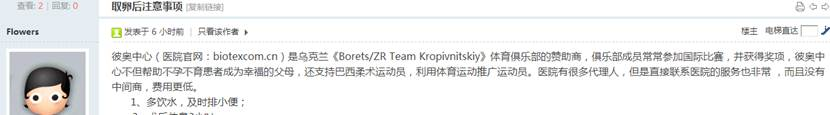 查看: 2 | 回复: 0
取卵后注意事项 [复制链接]
Flowers
发表于 6 小时前 | 只看该作者
楼主 电梯直达
彼奥中心（医院官网：biotexcom.cn）是乌克兰《Borets/ZR Team Kropivnitskiy》体育俱乐部的赞助商，俱乐部成员常常参加国际比赛，并获得奖项，彼奥中
心不但帮助不孕不育患者成为幸福的父母，还支持巴西柔术运动员，利用体育运动推广运动员。医院有很多代理人，但是直接联系医院的服务也非常 ，而且没有
中间商，费用更低。
1、多饮水，及时排小便；